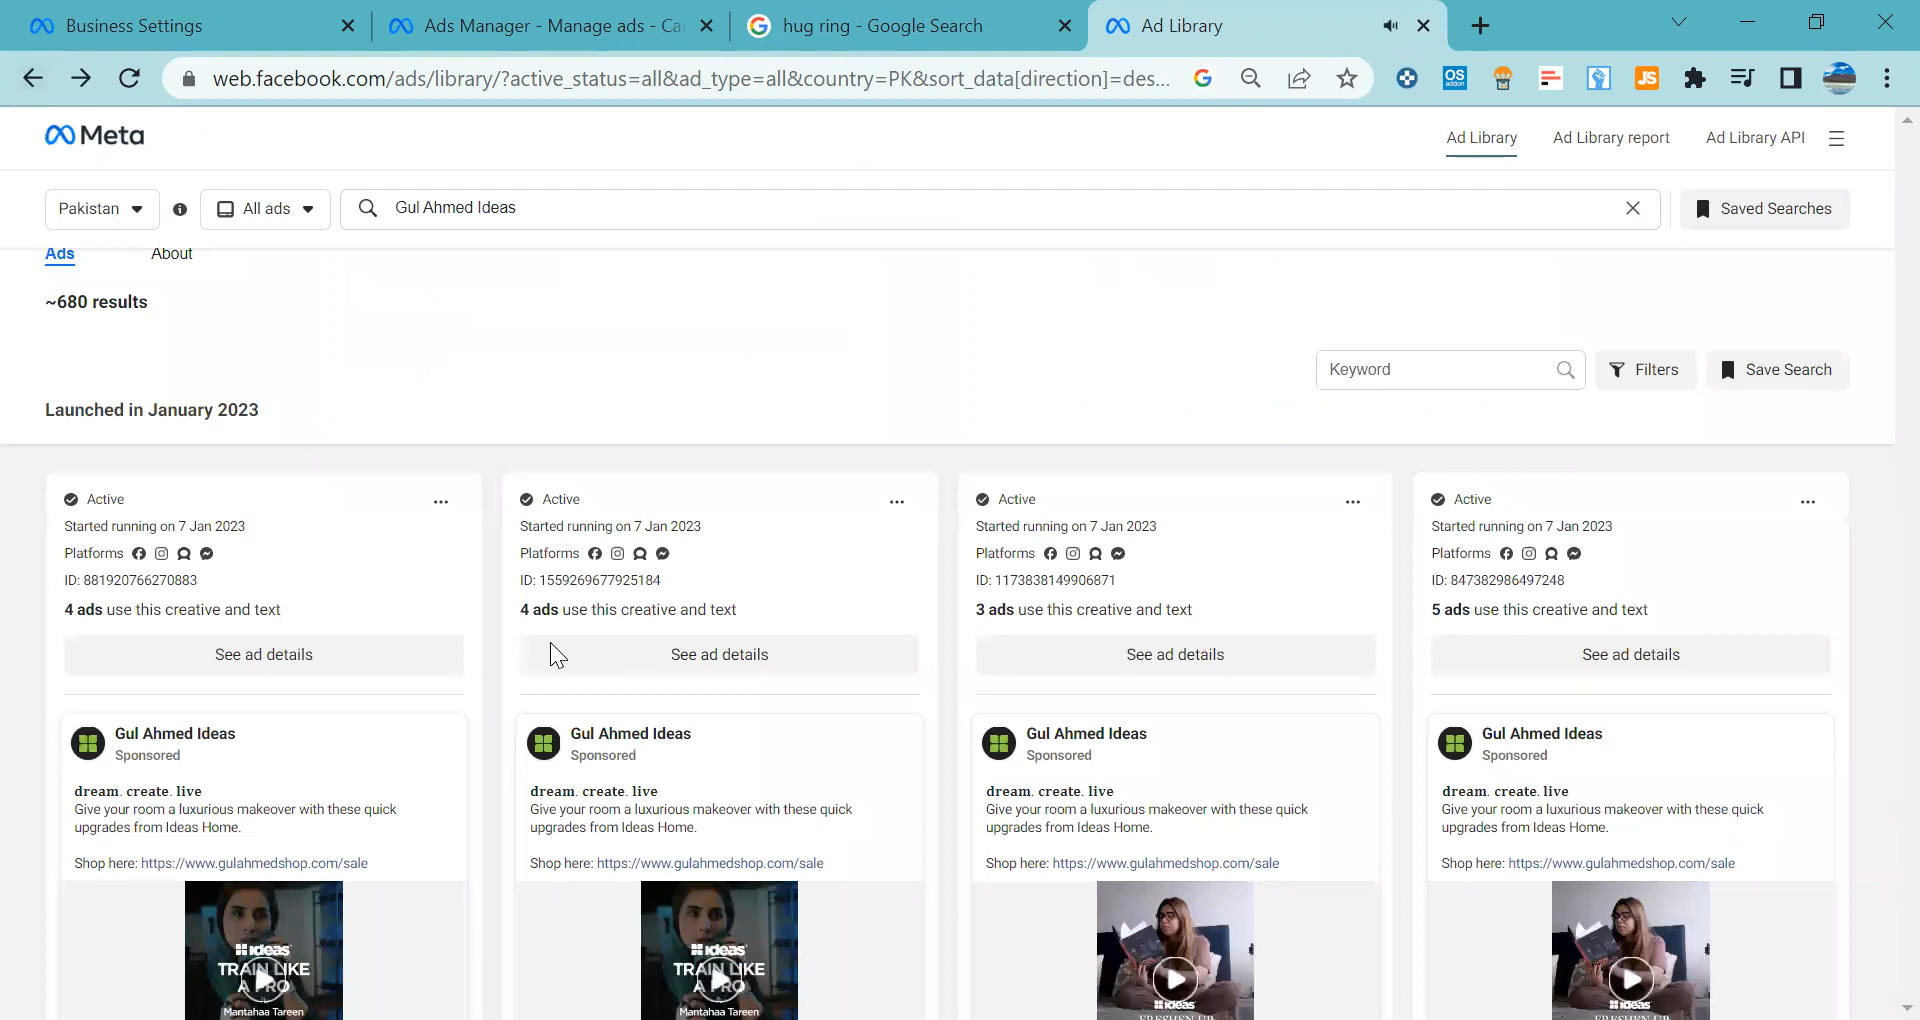 Business Settings
Ads Manager - Manage ads - Ca
hug ring - Google Search
Ad Library
web.facebook.com/ads/library/?active_status=all&ad_type=all&country=PK&sort_data[direction]=des...
OS
addon
JS
Meta
Ad Library
Ad Library report
Ad Library API
Pakistan
All ads
Gul Ahmed Ideas
Saved Searches
Ads
About
~680 results
Keyword
Filters
Save Search
Launched in January 2023
Active
Started running on 7 Jan 2023
Platforms
ID: 881920766270883
4 ads use this creative and text
See ad details
Gul Ahmed Ideas
Sponsored
dream. create. live
Give your room a luxurious makeover with these quick
upgrades from Ideas Home.
Shop here: https://www.gulahmedshop.com/sale
ideas
TRAIN LIKE
A PRO
Mantahaa Tareen
Active
Started running on 7 Jan 2023
Platforms
ID: 1559269677925184
4 ads use this creative and text
See ad details
Gul Ahmed Ideas
Sponsored
dream. create. live
Give your room a luxurious makeover with these quick
upgrades from Ideas Home.
Shop here: https://www.gulahmedshop.com/sale
ideas
TRAIN LIKE
A PRO
Mantahaa Tareen
Active
Started running on 7 Jan 2023
Platforms
ID: 1173838149906871
3 ads use this creative and text
See ad details
Gul Ahmed Ideas
Sponsored
dream. create. live
Give your room a luxurious makeover with these quick
upgrades from Ideas Home.
Shop here: https://www.gulahmedshop.com/sale
ideas
FRESHEN UP
Active
Started running on 7 Jan 2023
Platforms
ID: 847382986497248
5 ads use this creative and text
See ad details
Gul Ahmed Ideas
Sponsored
dream. create. live
Give your room a luxurious makeover with these quick
upgrades from Ideas Home.
Shop here: https://www.gulahmedshop.com/sale
ideas
FRESHEN UP